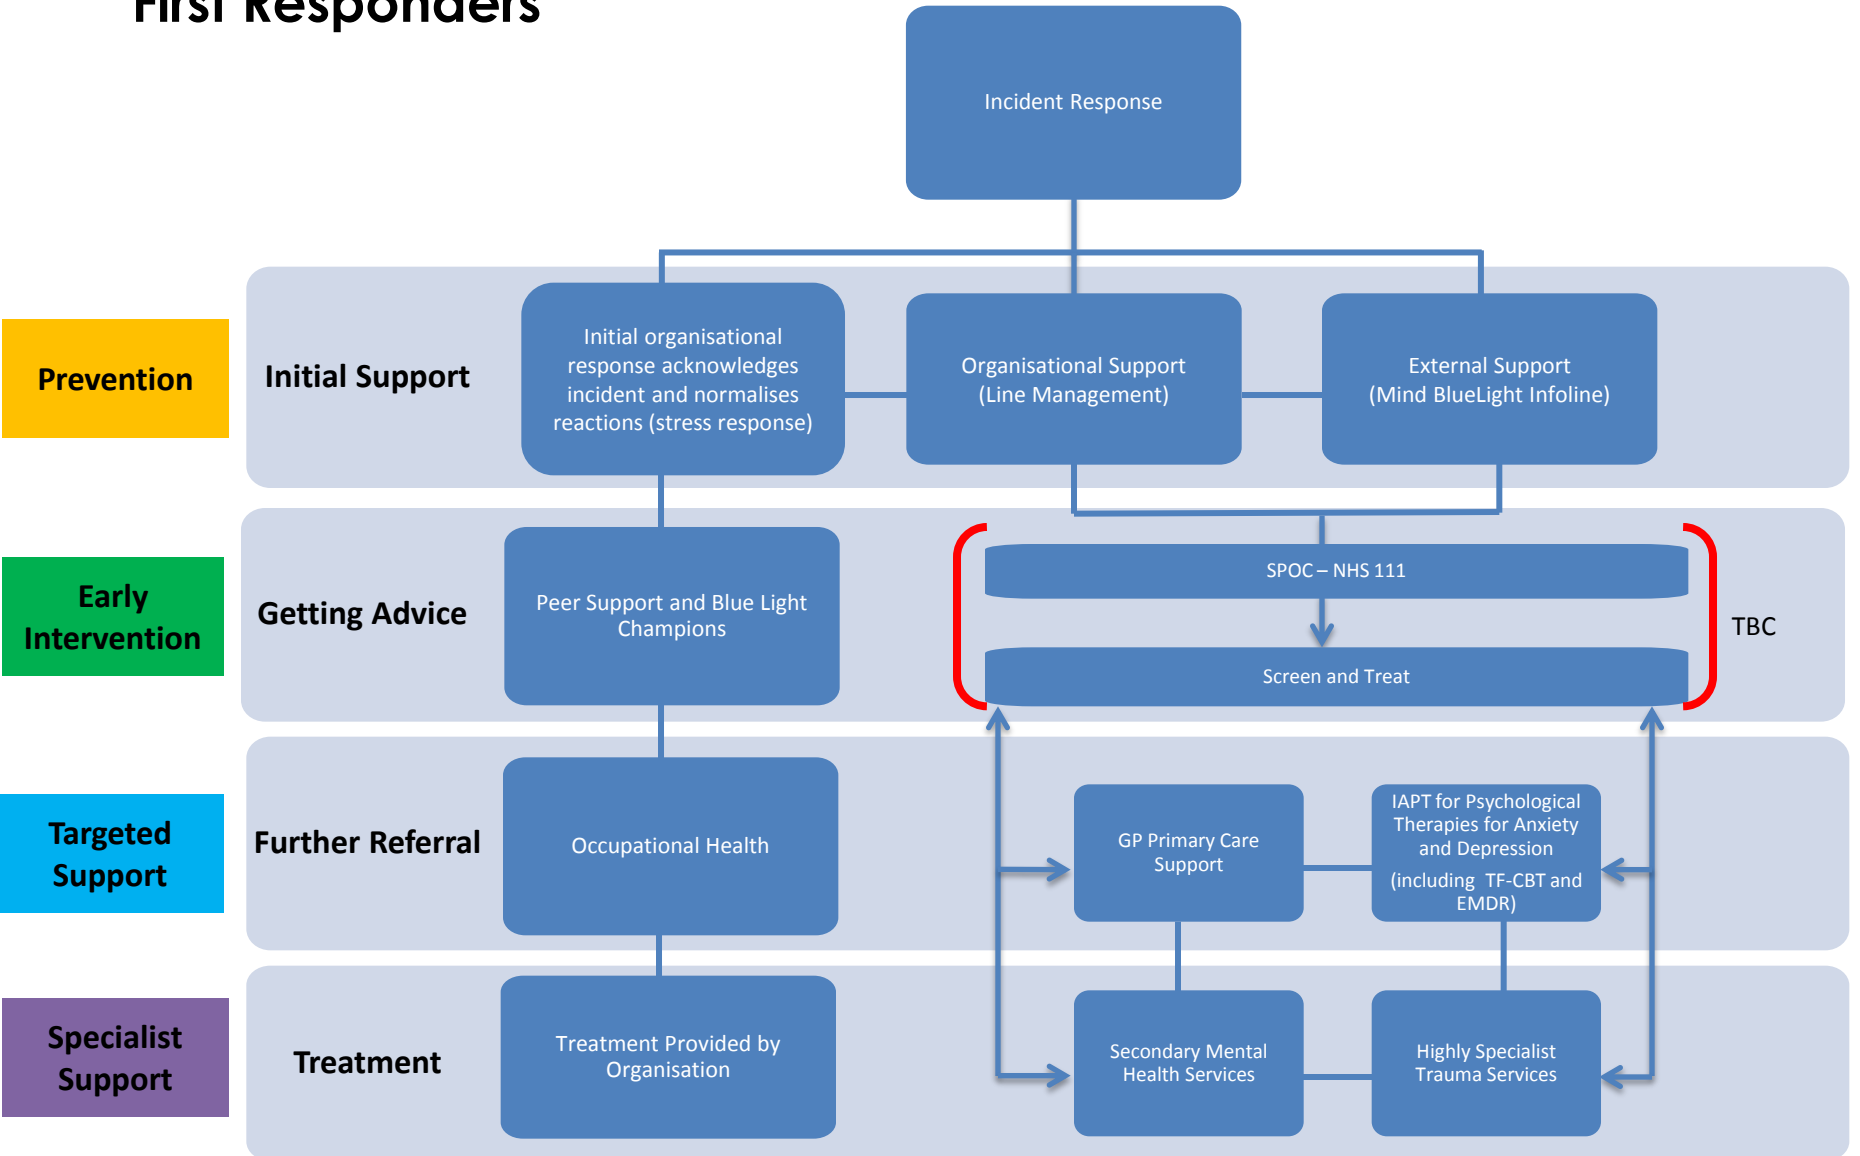 First Responders
Incident Response
Prevention
Initial Support
Initial organisational
response acknowledges
incident and normalises
reactions (stress response)
Organisational Support
(Line Management)
External Support
(Mind BlueLight Infoline)
Early
Intervention
Getting Advice
Peer Support and Blue Light
Champions
SPOC – NHS 111
Screen and Treat
TBC
Targeted
Support
Further Referral
Occupational Health
GP Primary Care
Support
IAPT for Psychological
Therapies for Anxiety
and Depression
(including TF-CBT and
EMDR)
Specialist
Support
Treatment
Treatment Provided by
Organisation
Secondary Mental
Health Services
Highly Specialist
Trauma Services